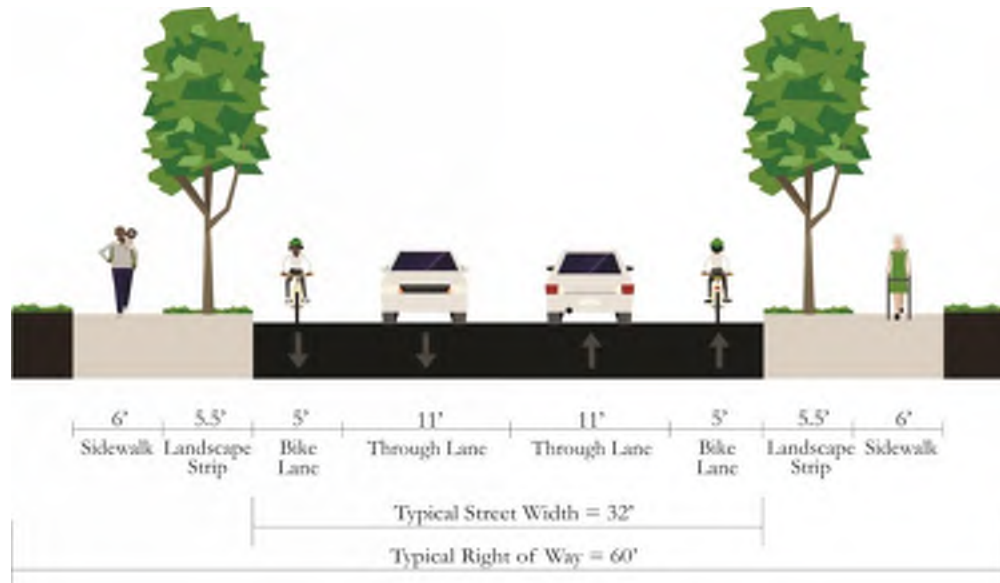 6' 5.5' 5' 11' 11' 5' 5.5' 6'
Sidewalk Landscape Strip Bike Lane Through Lane Through Lane Bike Lane Landscape Strip Sidewalk
Typical Street Width = 32'
Typical Right of Way = 60'